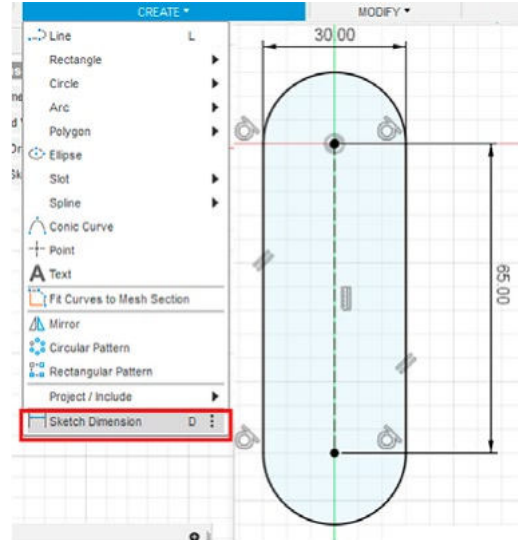 CREATE ▾
MODIFY ▾
Line L
Rectangle
Circle
Arc
Polygon
Ellipse
Slot
Spline
Conic Curve
Point
A Text
Fit Curves to Mesh Section
Mirror
Circular Pattern
Rectangular Pattern
Project / Include
Sketch Dimension D
30.00
65.00